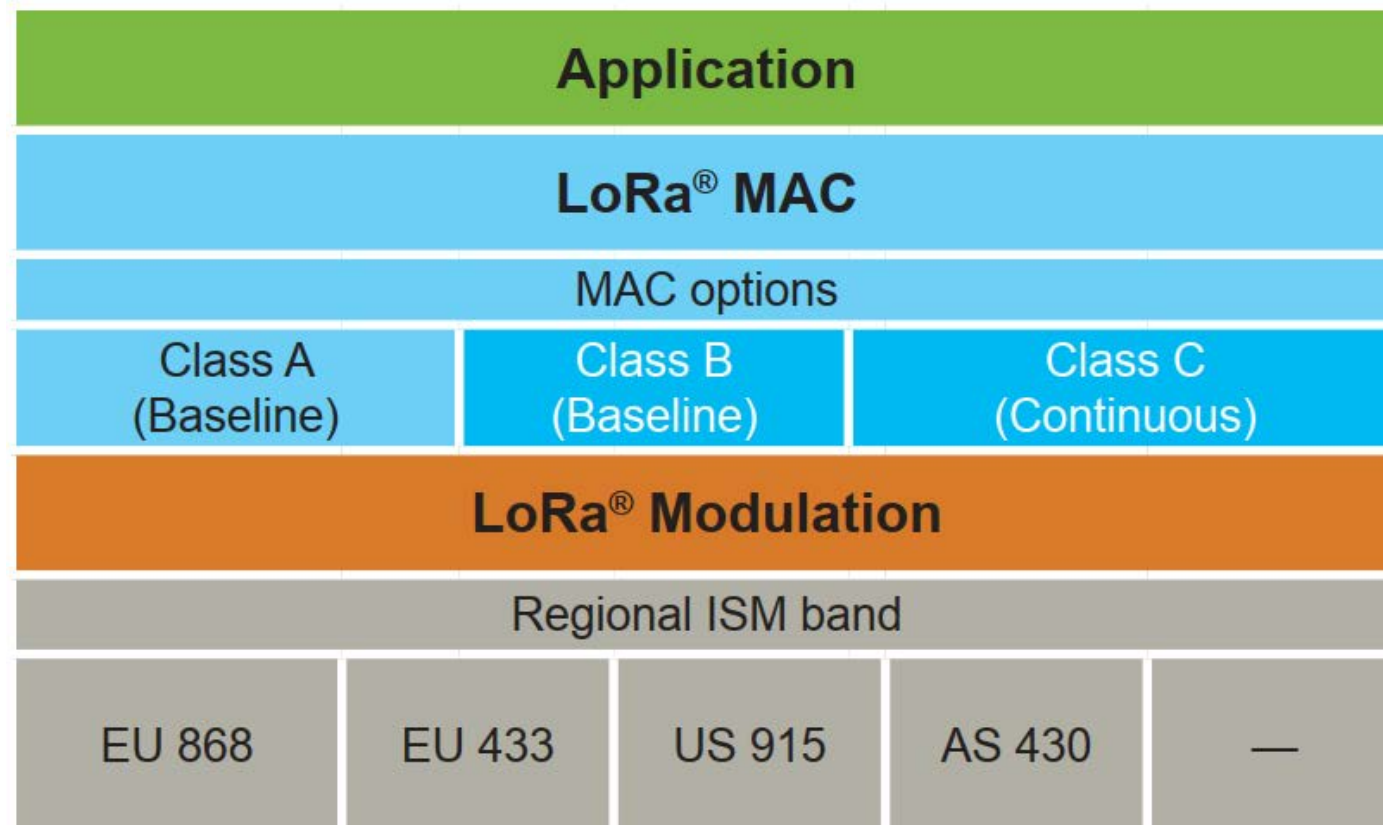 Application
LoRa® MAC
MAC options
Class A
(Baseline)
Class B
(Baseline)
Class C
(Continuous)
LoRa® Modulation
Regional ISM band
EU 868
EU 433
US 915
AS 430
—